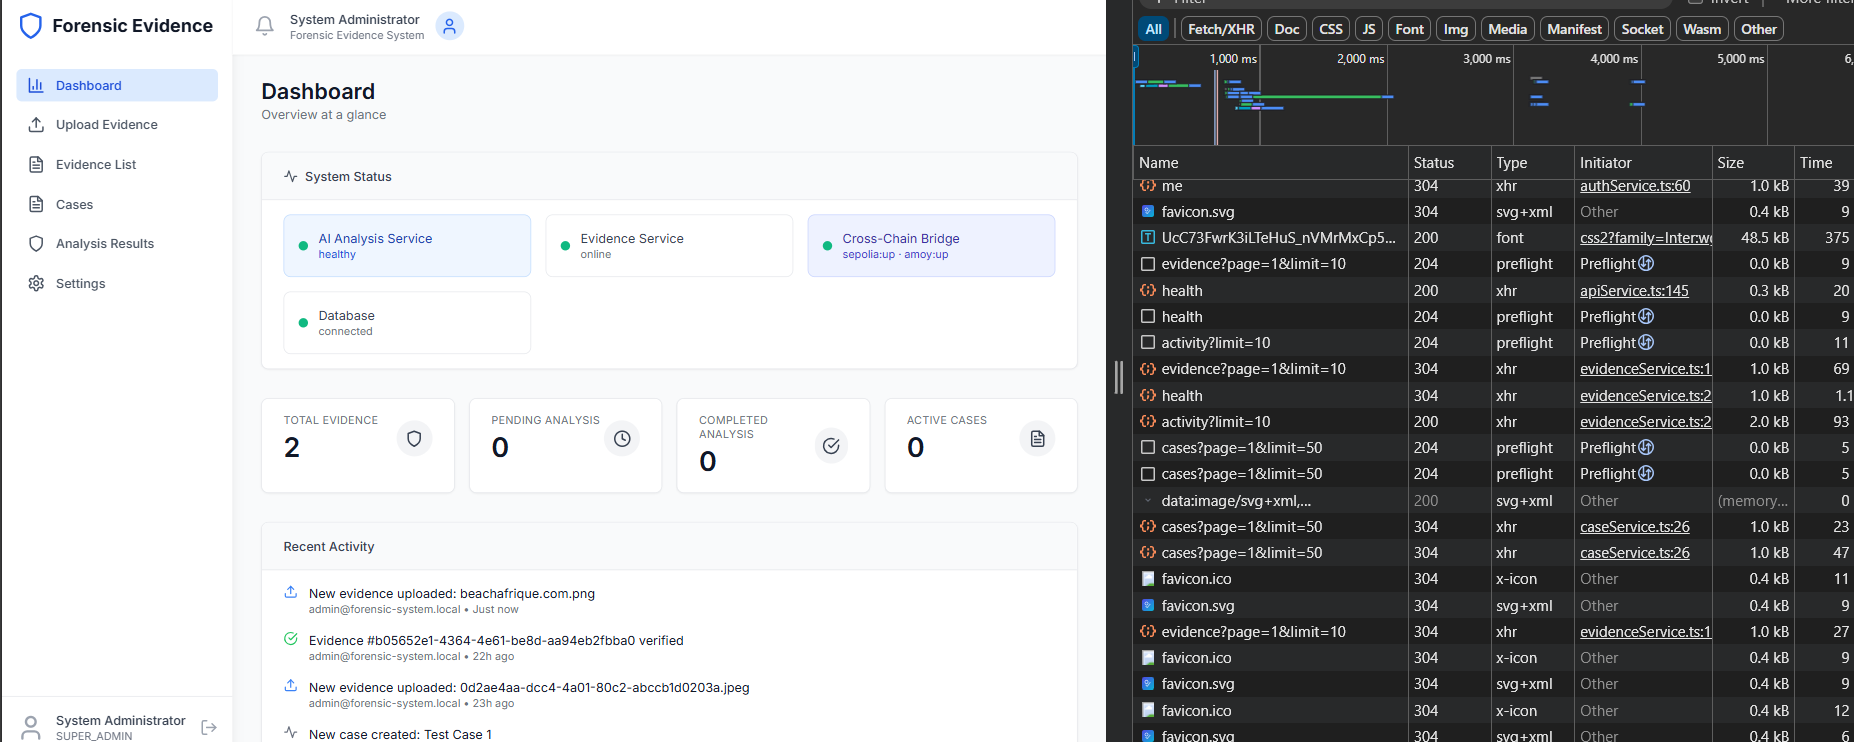 Forensic Evidence
Dashboard
Upload Evidence
Evidence List
Cases
Analysis Results
Settings
System Administrator
SUPER_ADMIN
System Administrator
Forensic Evidence System
Dashboard
Overview at a glance
System Status
AI Analysis Service
healthy
Evidence Service
online
Cross-Chain Bridge
sepolia:up · amoy:up
Database
connected
TOTAL EVIDENCE
2
PENDING ANALYSIS
0
COMPLETED
ANALYSIS
0
ACTIVE CASES
0
Recent Activity
New evidence uploaded: beachafrique.com.png
admin@forensic-system.local • Just now
Evidence #b05652e1-4364-4e61-be8d-aa94eb2fbba0 verified
admin@forensic-system.local • 22h ago
New evidence uploaded: 0d2ae4aa-dcc4-4a01-80c2-abccb1d0203a.jpeg
admin@forensic-system.local • 23h ago
New case created: Test Case 1
All Fetch/XHR Doc CSS JS Font Img Media Manifest Socket Wasm Other
1,000 ms 2,000 ms 3,000 ms 4,000 ms 5,000 ms 6,
Name Status Type Initiator Size Time
me 304 xhr authService.ts:60 1.0 kB 39
favicon.svg 304 svg+xml Other 0.4 kB 9
UcC73FwrK3iLTeHuS_nVMrMxCp5... 200 font css2?family=Inter:wg 48.5 kB 375
evidence?page=1&limit=10 204 preflight Preflight 0.0 kB 9
health 200 xhr apiService.ts:145 0.3 kB 20
health 204 preflight Preflight 0.0 kB 9
activity?limit=10 204 preflight Preflight 0.0 kB 11
evidence?page=1&limit=10 304 xhr evidenceService.ts:1 1.0 kB 69
health 304 xhr evidenceService.ts:2 1.0 kB 1.1
activity?limit=10 200 xhr evidenceService.ts:2 2.0 kB 93
cases?page=1&limit=50 204 preflight Preflight 0.0 kB 5
cases?page=1&limit=50 204 preflight Preflight 0.0 kB 5
data:image/svg+xml,... 200 svg+xml Other (memory... 0
cases?page=1&limit=50 304 xhr caseService.ts:26 1.0 kB 23
cases?page=1&limit=50 304 xhr caseService.ts:26 1.0 kB 47
favicon.ico 304 x-icon Other 0.4 kB 11
favicon.svg 304 svg+xml Other 0.4 kB 9
evidence?page=1&limit=10 304 xhr evidenceService.ts:1 1.0 kB 27
favicon.ico 304 x-icon Other 0.4 kB 9
favicon.svg 304 svg+xml Other 0.4 kB 9
favicon.ico 304 x-icon Other 0.4 kB 12
favicon.svg 304 svg+xml Other 0.4 kB 6